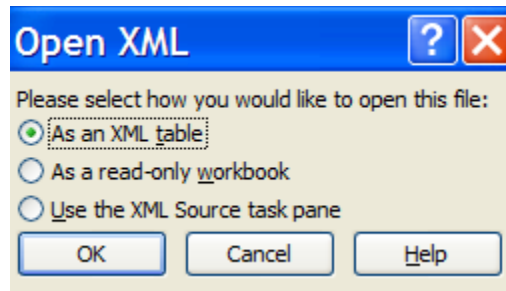 Open XML
?
Please select how you would like to open this file:
As an XML table
As a read-only workbook
Use the XML Source task pane
OK Cancel Help